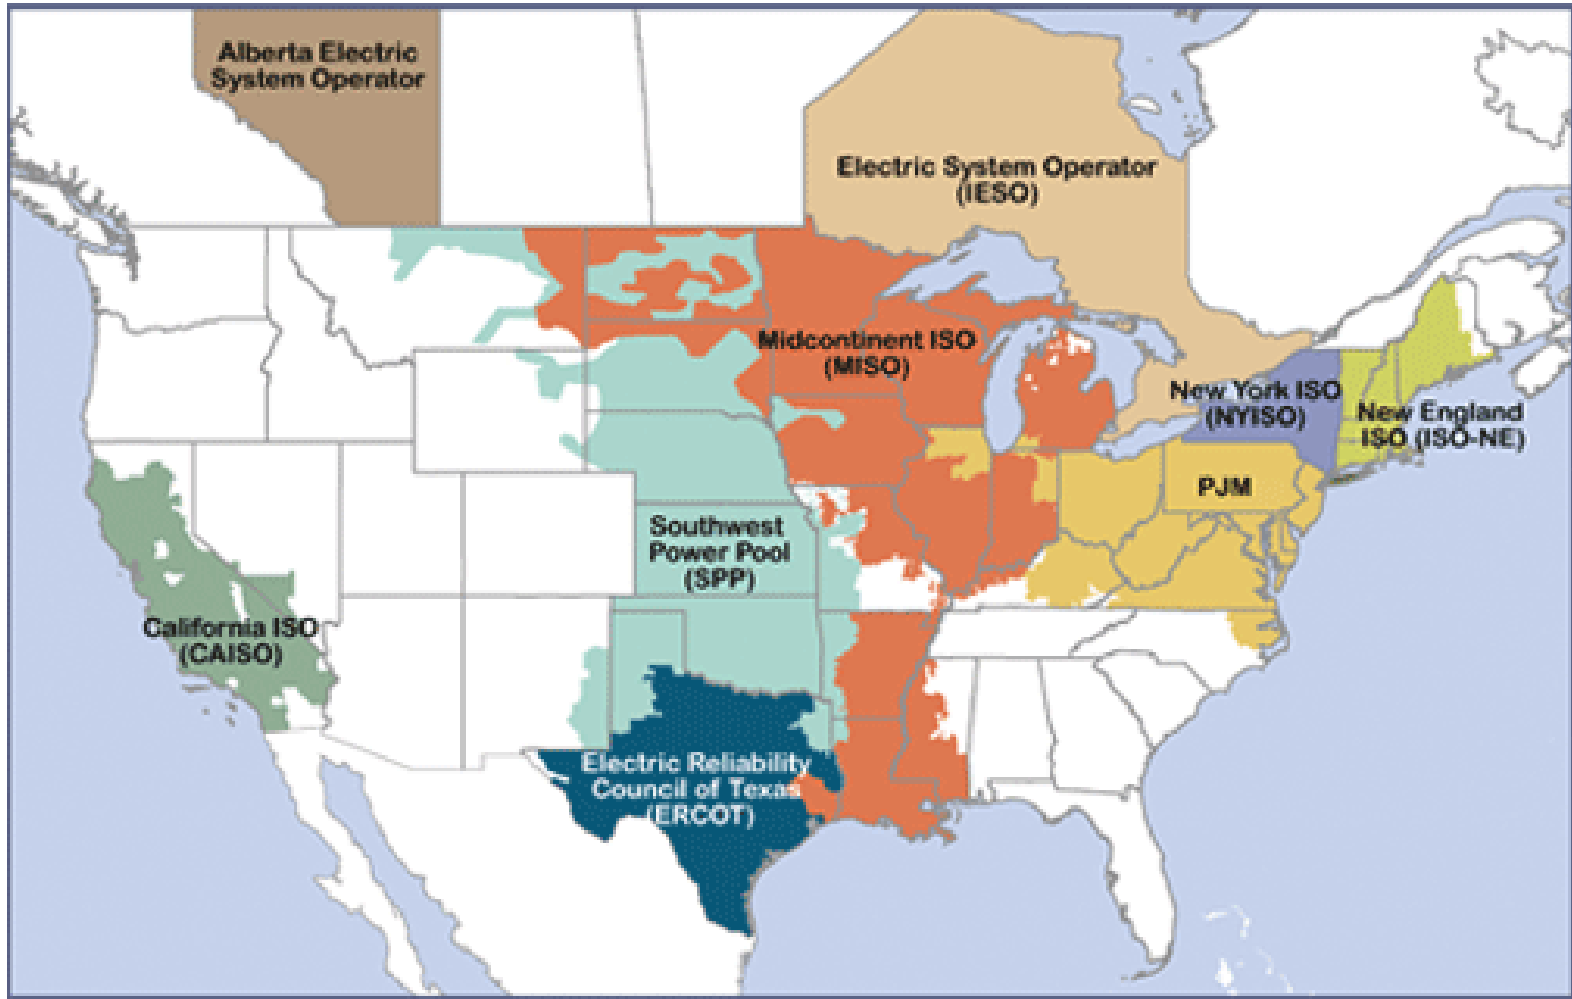 Alberta Electric
System Operator
Electric System Operator
(IESO)
Midcontinent ISO
(MISO)
New York ISO
(NYISO)
New England
ISO (ISO-NE)
PJM
Southwest
Power Pool
(SPP)
California ISO
(CAISO)
Electric Reliability
Council of Texas
(ERCOT)